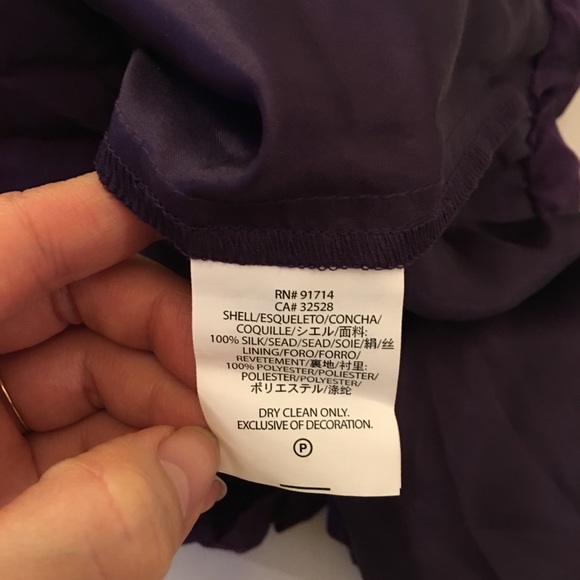 RN# 91714
CA# 32528
SHELL/ESQUELETO/CONCHA/
COQUILLE/シエル/面料:
100% SILK/SEAD/SEAD/SOIE/絹/丝
LINING/FORO/FORRO/
REVETEMENT/裏地/衬里:
100% POLYESTER/POLIESTER/
POLIESTER/POLYESTER/
ポリエステル/涤纶
DRY CLEAN ONLY.
EXCLUSIVE OF DECORATION.
P